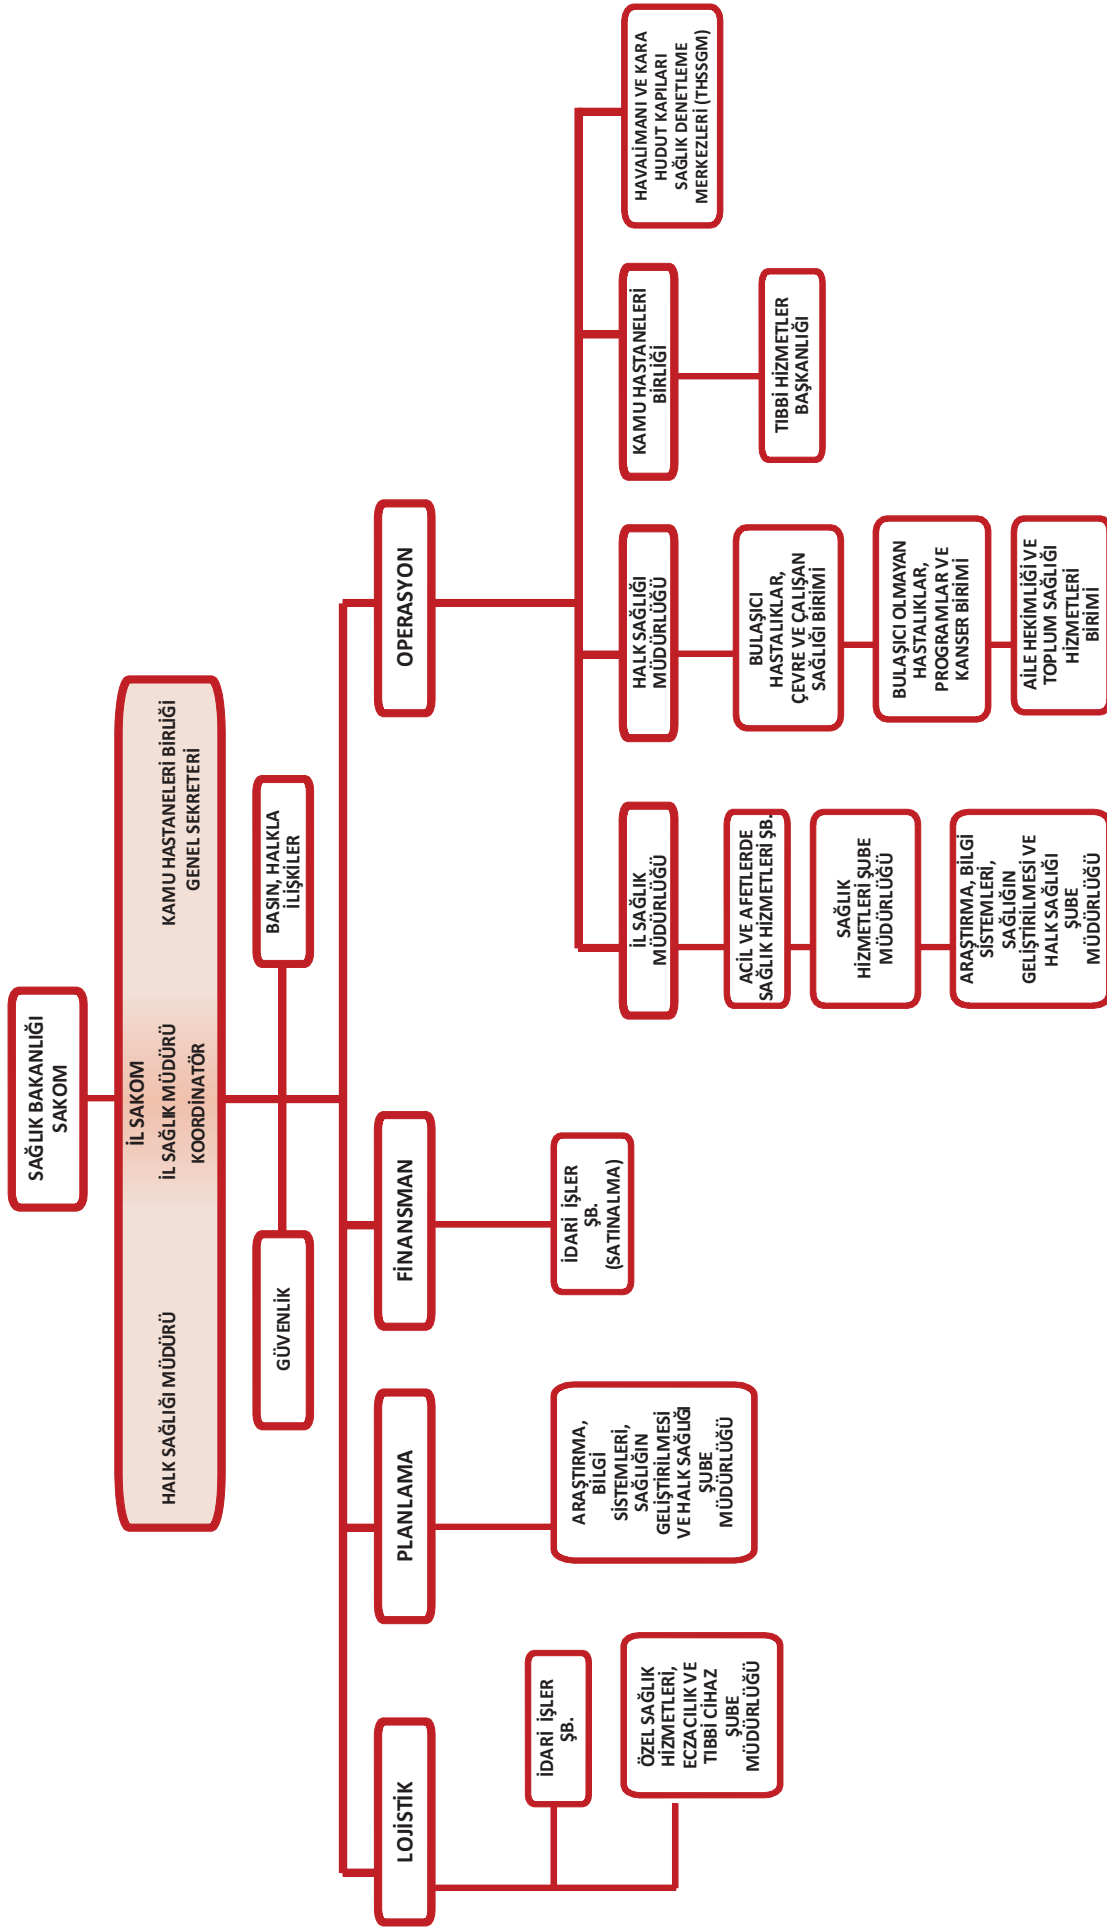 SAĞLIK BAKANLIĞI
SAKOM
İL SAKOM
HALK SAĞLIĞI MÜDÜRÜ
İL SAĞLIK MÜDÜRÜ
KOORDİNATÖR
KAMU HASTANELERİ BİRLİĞİ
GENEL SEKRETERİ
GÜVENLİK
BASIN, HALKLA
İLİŞKİLER
LOJİSTİK
PLANLAMA
FİNANSMAN
OPERASYON
İDARİ İŞLER
ŞB.
ÖZEL SAĞLIK
HİZMETLERİ,
ECZACILIK VE
TIBBİ CİHAZ
ŞUBE
MÜDÜRLÜĞÜ
ARAŞTIRMA,
BİLGİ
SİSTEMLERİ,
SAĞLIĞIN
GELİŞTİRİLMESİ
VE HALK SAĞLIĞI
ŞUBE
MÜDÜRLÜĞÜ
İDARİ İŞLER
ŞB.
(SATINALMA)
İL SAĞLIK
MÜDÜRLÜĞÜ
ACİL VE AFETLERDE
SAĞLIK HİZMETLERİ ŞB.
SAĞLIK
HİZMETLERİ ŞUBE
MÜDÜRLÜĞÜ
ARAŞTIRMA, BİLGİ
SİSTEMLERİ,
SAĞLIĞIN
GELİŞTİRİLMESİ VE
HALK SAĞLIĞI
ŞUBE
MÜDÜRLÜĞÜ
HALK SAĞLIĞI
MÜDÜRLÜĞÜ
BULAŞICI
HASTALIKLAR,
ÇEVRE VE ÇALIŞAN
SAĞLIĞI BİRİMİ
BULAŞICI OLMAYAN
HASTALIKLAR,
PROGRAMLAR VE
KANSER BİRİMİ
AİLE HEKİMLİĞİ VE
TOPLUM SAĞLIĞI
HİZMETLERİ
BİRİMİ
KAMU HASTANELERİ
BİRLİĞİ
TIBBİ HİZMETLER
BAŞKANLIĞI
HAVALİMANI VE KARA
HUDUT KAPILARI
SAĞLIK DENETLEME
MERKEZLERİ (THSSGM)